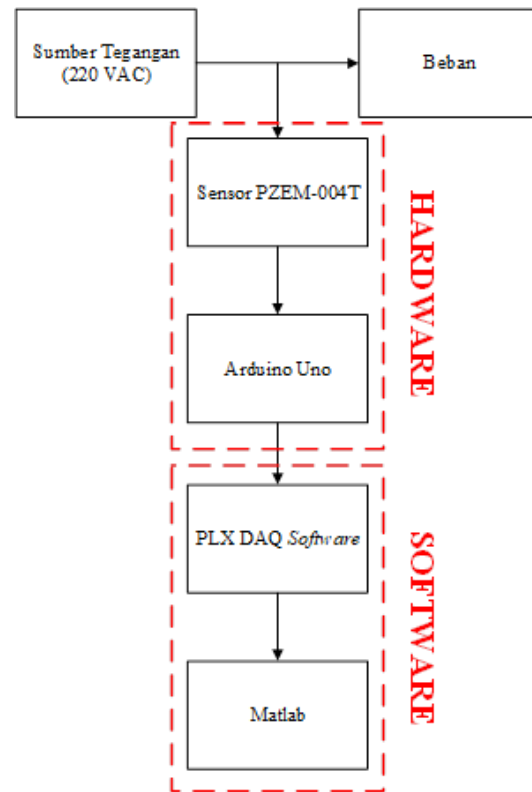 Sumber Tegangan
(220 VAC)
Beban
Sensor PZEM-004T
Arduino Uno
HARDWARE
PLX DAQ Software
Matlab
SOFTWARE